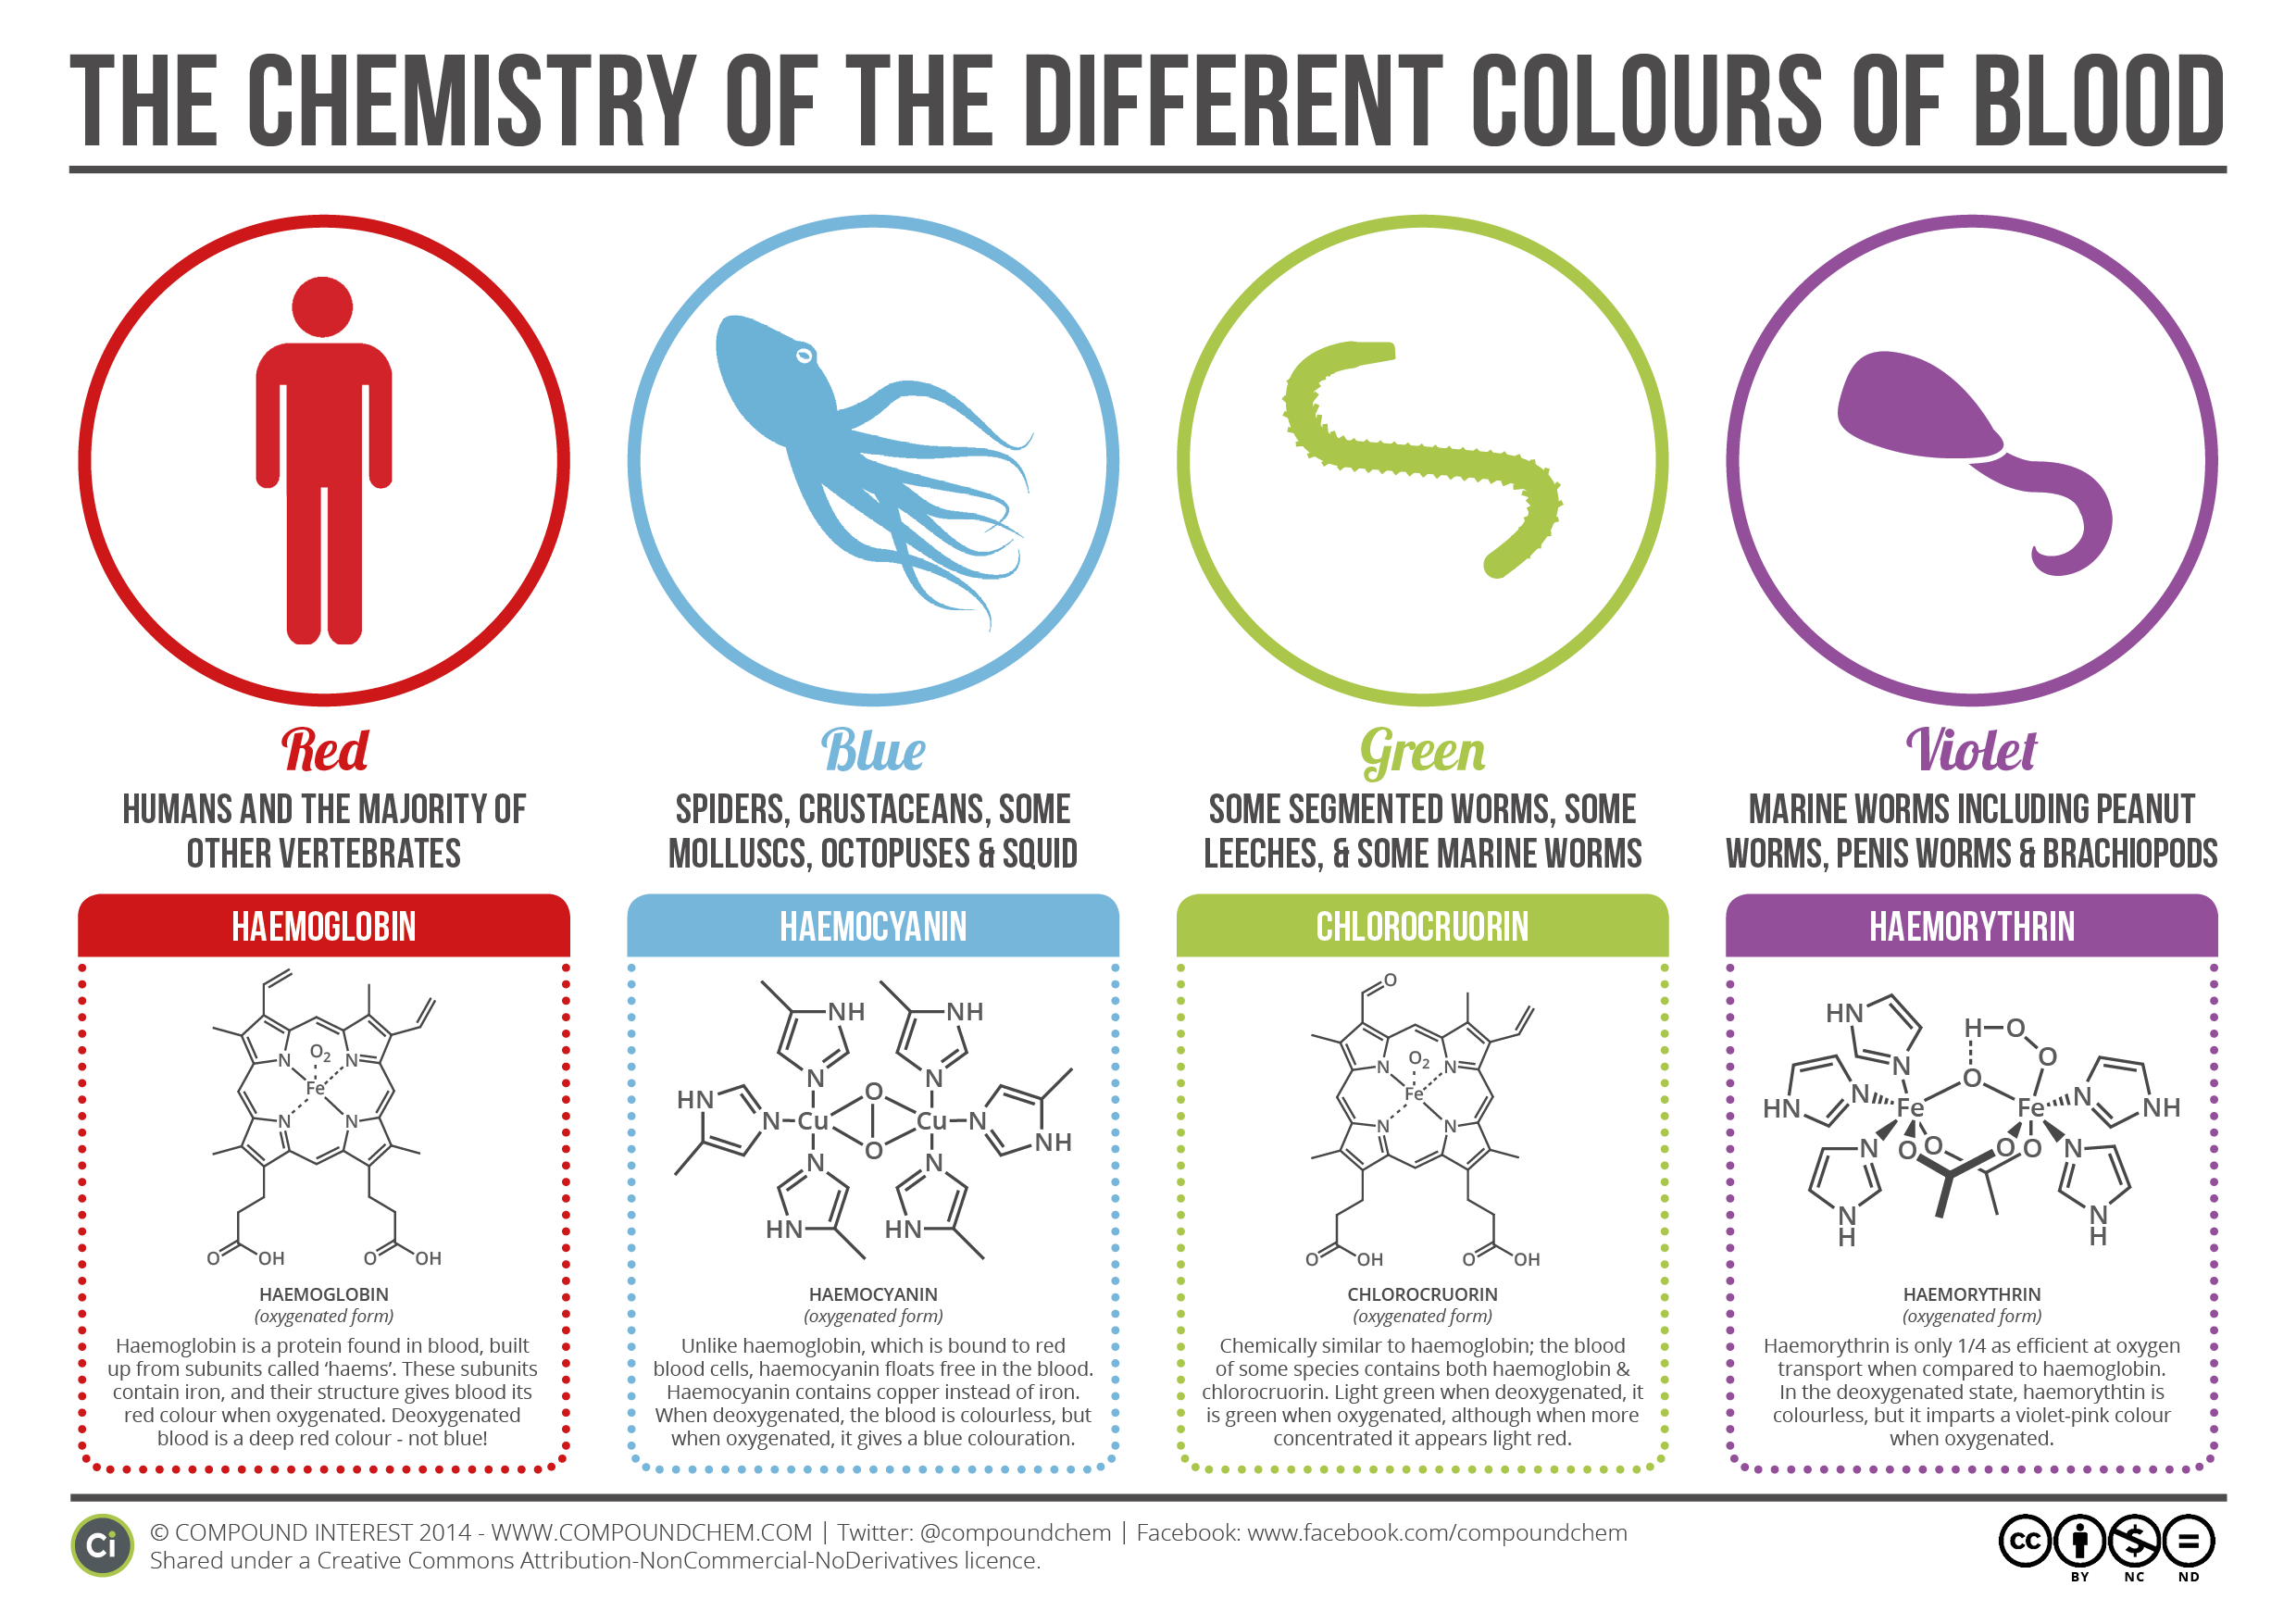 THE CHEMISTRY OF THE DIFFERENT COLOURS OF BLOOD
Red
HUMANS AND THE MAJORITY OF
OTHER VERTEBRATES
HAEMOGLOBIN
O2
N
N
Fe
N
N
O
OH
O
OH
HAEMOGLOBIN
(oxygenated form)
Haemoglobin is a protein found in blood, built
up from subunits called ‘haems’. These subunits
contain iron, and their structure gives blood its
red colour when oxygenated. Deoxygenated
blood is a deep red colour - not blue!
Blue
SPIDERS, CRUSTACEANS, SOME
MOLLUSCS, OCTOPUSES & SQUID
HAEMOCYANIN
NH
NH
N
N
HN
O
N
Cu
Cu
N
O
NH
N
N
HN
HN
HAEMOCYANIN
(oxygenated form)
Unlike haemoglobin, which is bound to red
blood cells, haemocyanin floats free in the blood.
Haemocyanin contains copper instead of iron.
When deoxygenated, the blood is colourless, but
when oxygenated, it gives a blue colouration.
Green
SOME SEGMENTED WORMS, SOME
LEECHES, & SOME MARINE WORMS
CHLOROCRUORIN
O
O2
N
N
Fe
N
N
O
OH
O
OH
CHLOROCRUORIN
(oxygenated form)
Chemically similar to haemoglobin; the blood
of some species contains both haemoglobin &
chlorocruorin. Light green when deoxygenated, it
is green when oxygenated, although when more
concentrated it appears light red.
Violet
MARINE WORMS INCLUDING PEANUT
WORMS, PENIS WORMS & BRACHIOPODS
HAEMORYTHRIN
HN
H
O
O
N
O
N
N
HN
Fe
Fe
NH
N
O
O
O
O
N
N
H
N
H
HAEMORYTHRIN
(oxygenated form)
Haemorythrin is only 1/4 as efficient at oxygen
transport when compared to haemoglobin.
In the deoxygenated state, haemorythtin is
colourless, but it imparts a violet-pink colour
when oxygenated.
Ci
© COMPOUND INTEREST 2014 - WWW.COMPOUNDCHEM.COM | Twitter: @compoundchem | Facebook: www.facebook.com/compoundchem
Shared under a Creative Commons Attribution-NonCommercial-NoDerivatives licence.
cc
BY NC ND